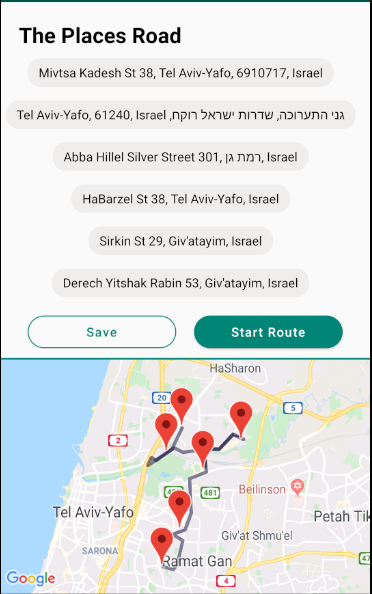 The Places Road
Mivtsa Kadesh St 38, Tel Aviv-Yafo, 6910717, Israel
גני התערוכה, שדרות ישראל רוקח, Tel Aviv-Yafo, 61240, Israel
Abba Hillel Silver Street 301, רמת גן, Israel
HaBarzel St 38, Tel Aviv-Yafo, Israel
Sirkin St 29, Giv'atayim, Israel
Derech Yitshak Rabin 53, Giv'atayim, Israel
Save
Start Route
HaSharon
20
5
2
481
Beilinson
Tel Aviv-Yafo
Petah Tik
Giv'at Shmu'el
SARONA
Ramat Gan
Google
4